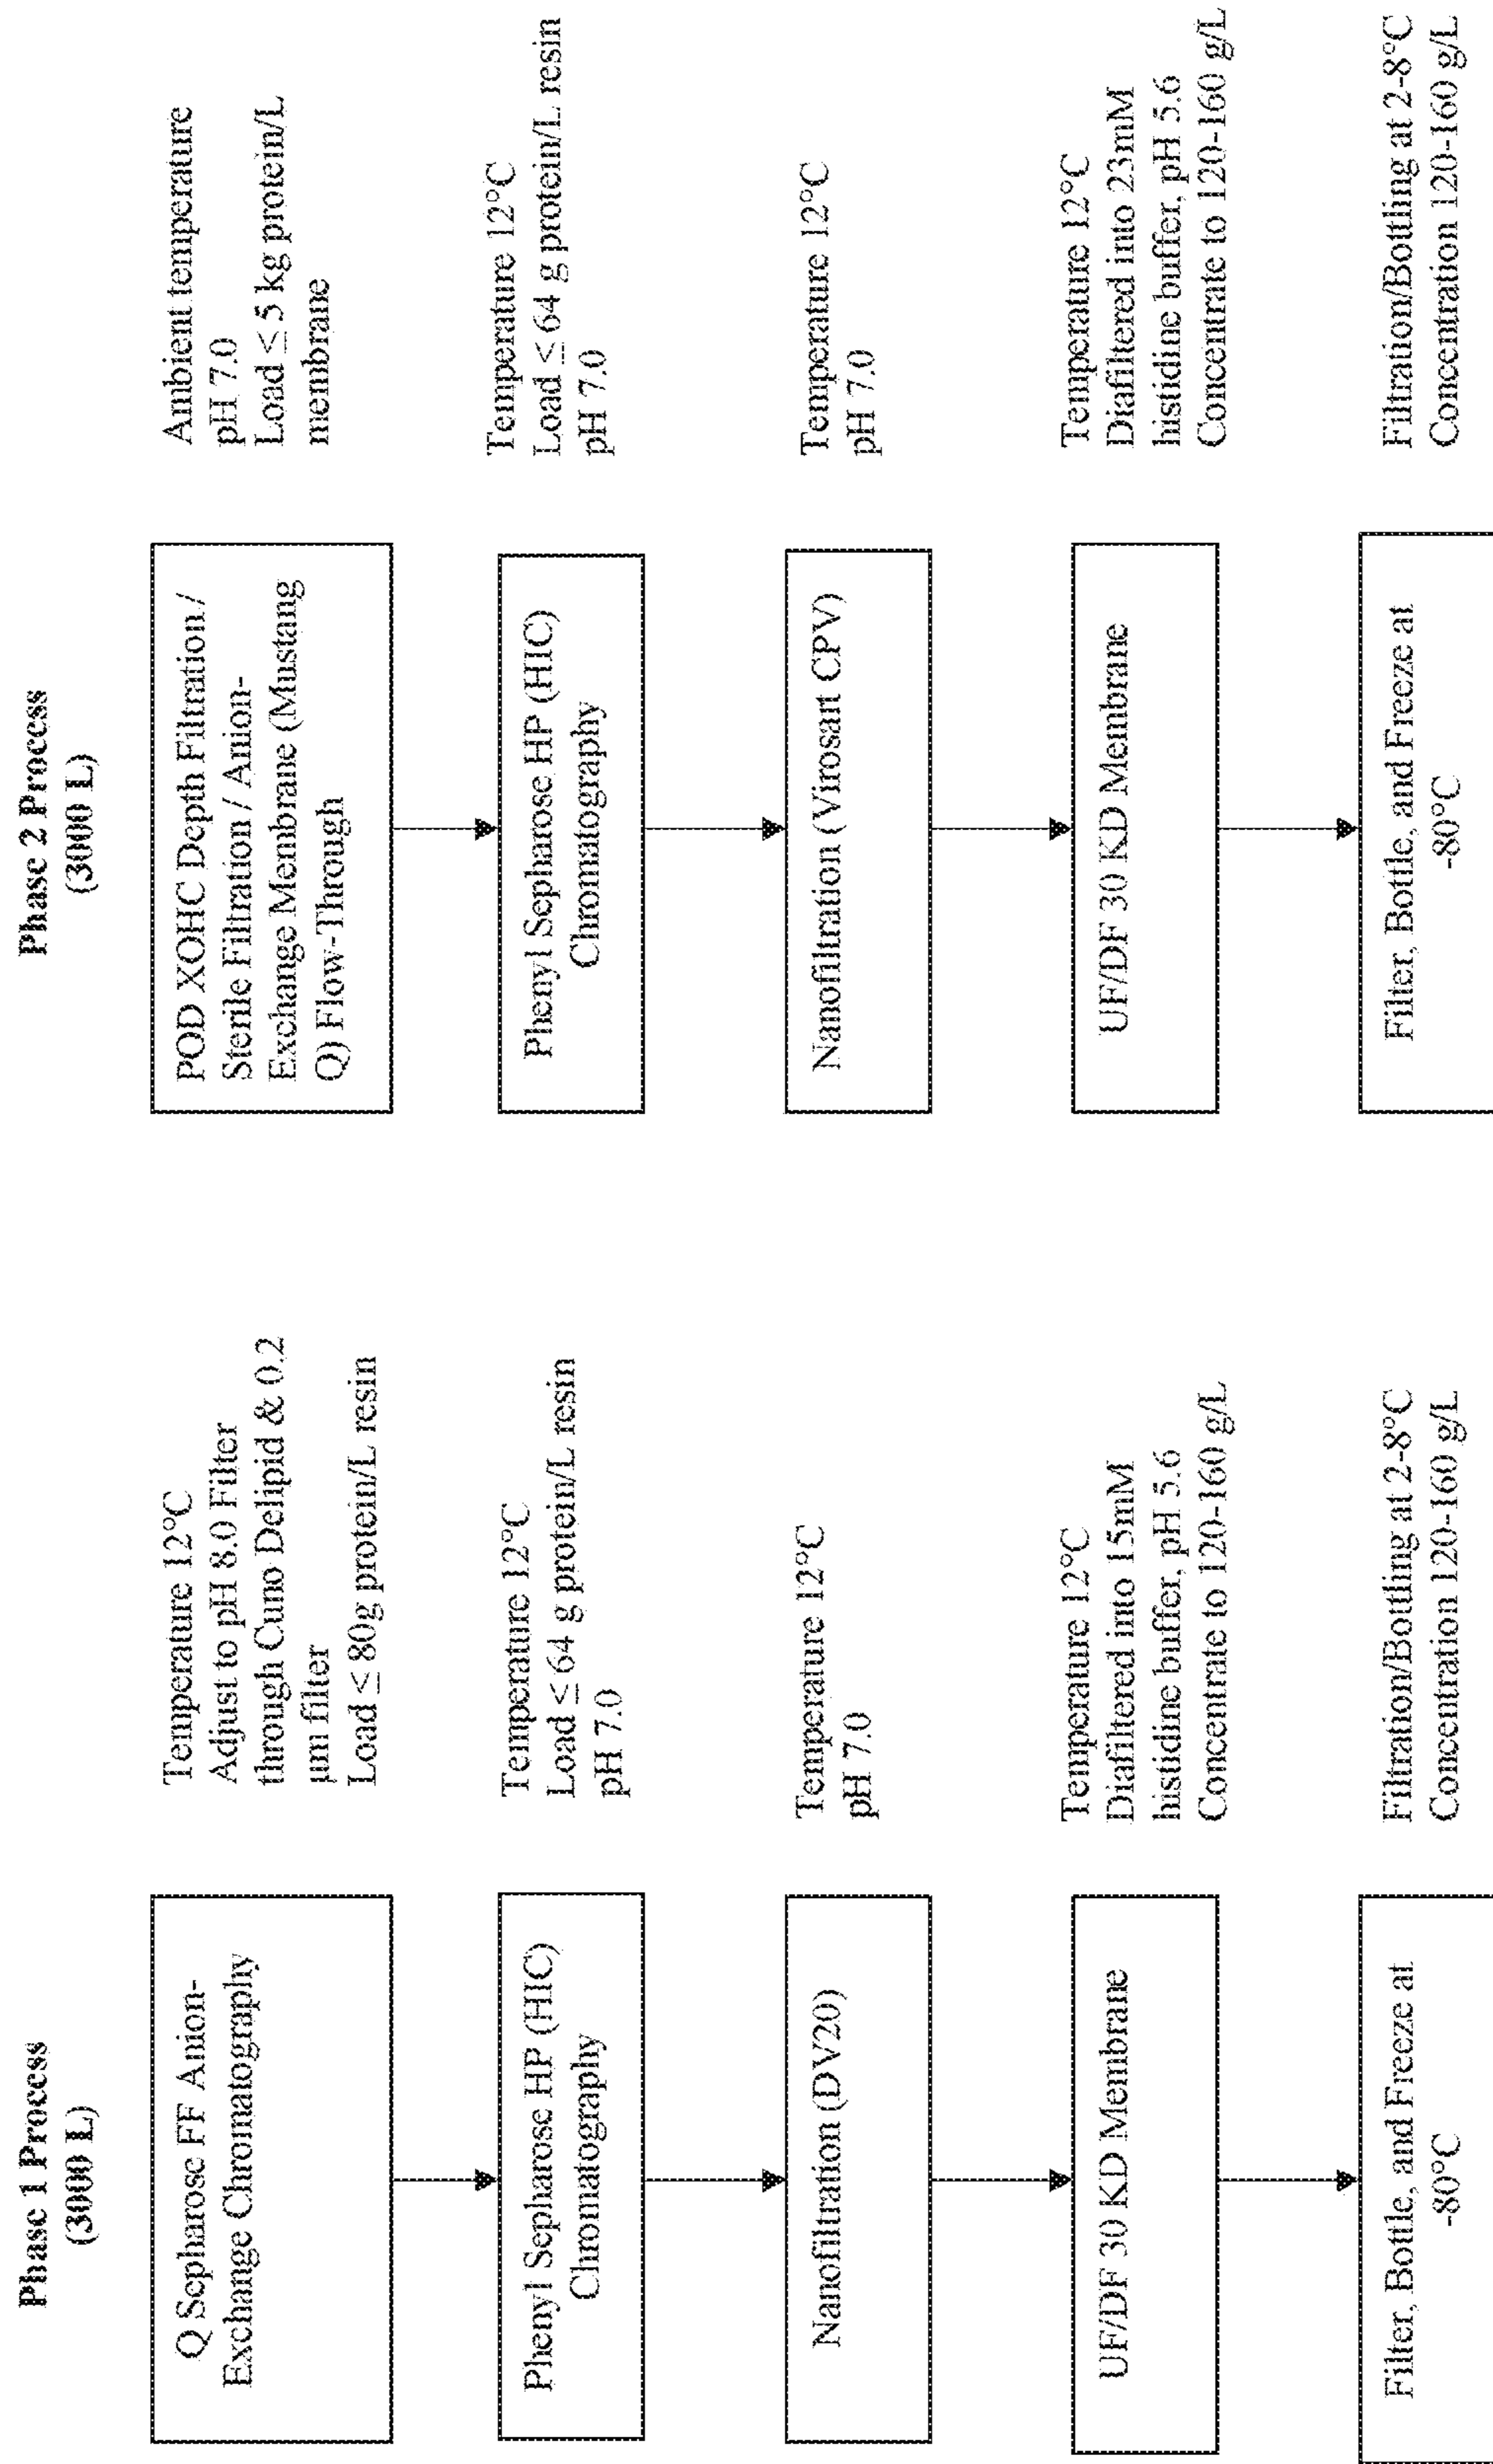 Phase 1 Process
(3000 L)
Q Sepharose FF Anion-
Exchange Chromatography
Temperature 12°C
Adjust to pH 8.0 Filter
through Cuno Delipid & 0.2
µm filter
Load ≤ 80g protein/L resin
Phenyl Sepharose HP (HIC)
Chromatography
Temperature 12°C
Load ≤ 64 g protein/L resin
pH 7.0
Nanofiltration (DV20)
Temperature 12°C
pH 7.0
UF/DF 30 KD Membrane
Temperature 12°C
Diafiltered into 15mM
histidine buffer, pH 5.6
Concentrate to 120-160 g/L
Filter, Bottle, and Freeze at
-80°C
Filtration/Bottling at 2-8°C
Concentration 120-160 g/L
Phase 2 Process
(3000 L)
POD XOHC Depth Filtration /
Sterile Filtration / Anion-
Exchange Membrane (Mustang
Q) Flow-Through
Ambient temperature
pH 7.0
Load ≤ 5 kg protein/L
membrane
Phenyl Sepharose HP (HIC)
Chromatography
Temperature 12°C
Load ≤ 64 g protein/L resin
pH 7.0
Nanofiltration (Virosart CPV)
Temperature 12°C
pH 7.0
UF/DF 30 KD Membrane
Temperature 12°C
Diafiltered into 23mM
histidine buffer, pH 5.6
Concentrate to 120-160 g/L
Filter, Bottle, and Freeze at
-80°C
Filtration/Bottling at 2-8°C
Concentration 120-160 g/L